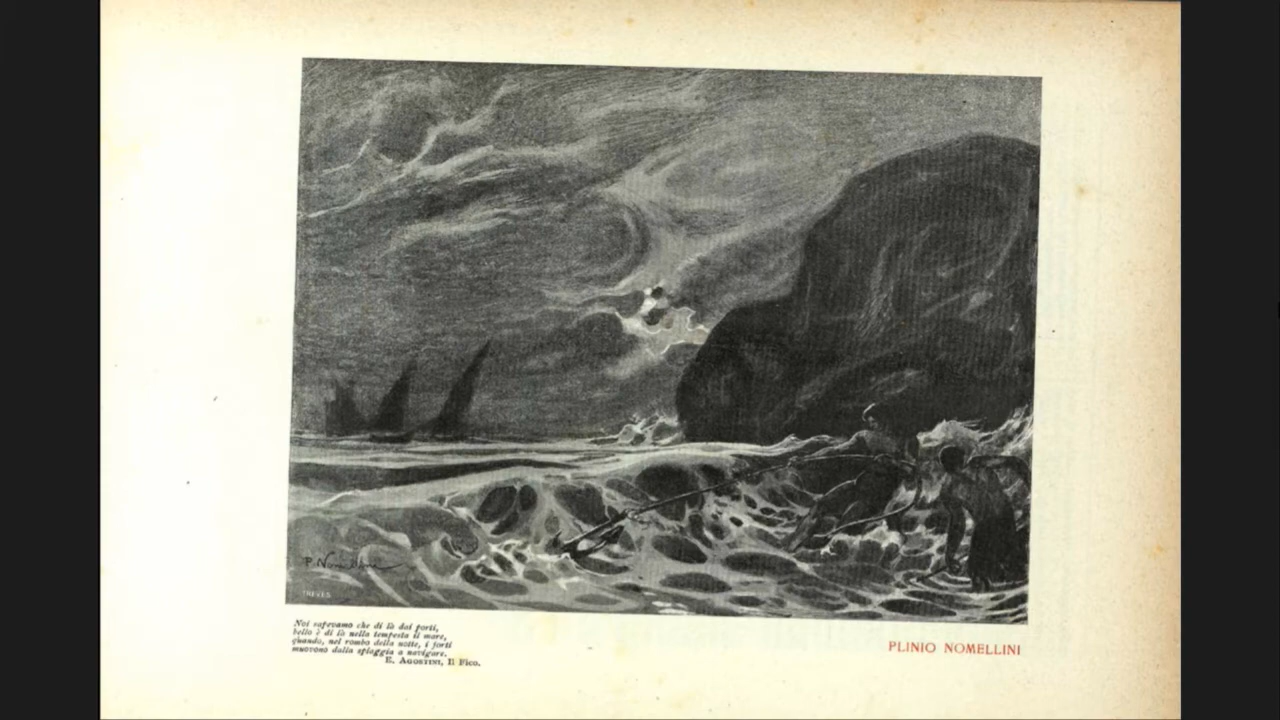 P. Nomellini
TREVES
Noi sapevamo che di là dai porti,
bello è di là nella tempesta il mare,
quando, nel rombo della notte, i forti
muovono dalla spiaggia a navigare.
E. AGOSTINI, Il Fico.
PLINIO NOMELLINI